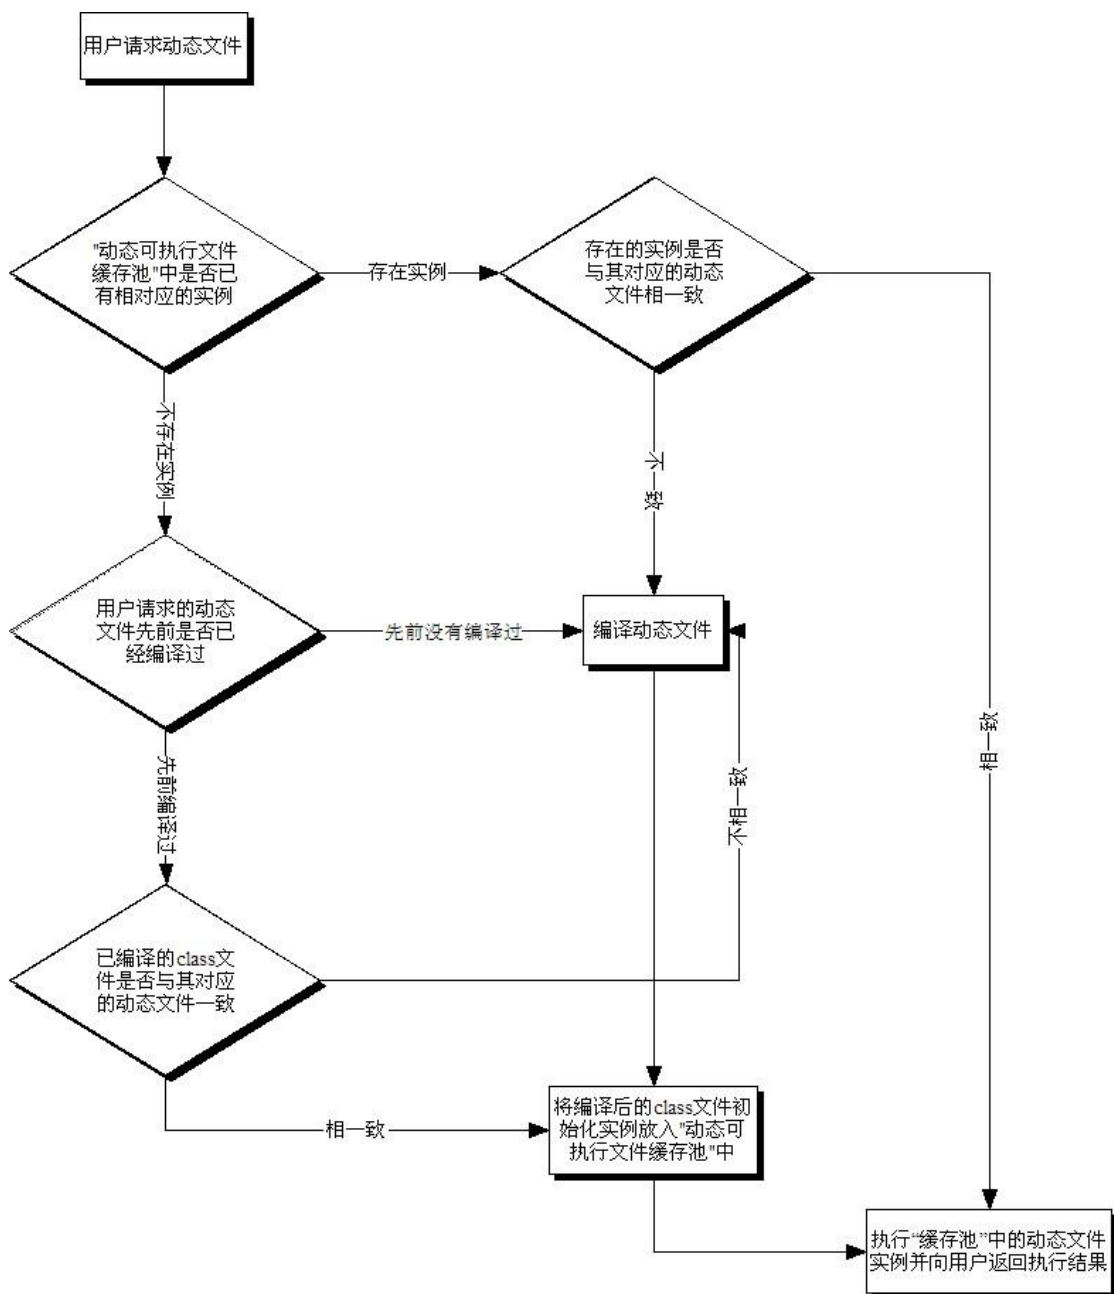 用户请求动态文件
"动态可执行文件
缓存池"中是否已
有相对应的实例
存在实例
存在的实例是否
与其对应的动态
文件相一致
不存在实例
用户请求的动态
文件先前是否已
经编译过
先前没有编译过
编译动态文件
相一致
先前编译过
不相一致
已编译的class文
件是否与其对应
的动态文件一致
相一致
将编译后的class文件初
始化实例放入"动态可
执行文件缓存池"中
执行“缓存池”中的动态文件
实例并向用户返回执行结果